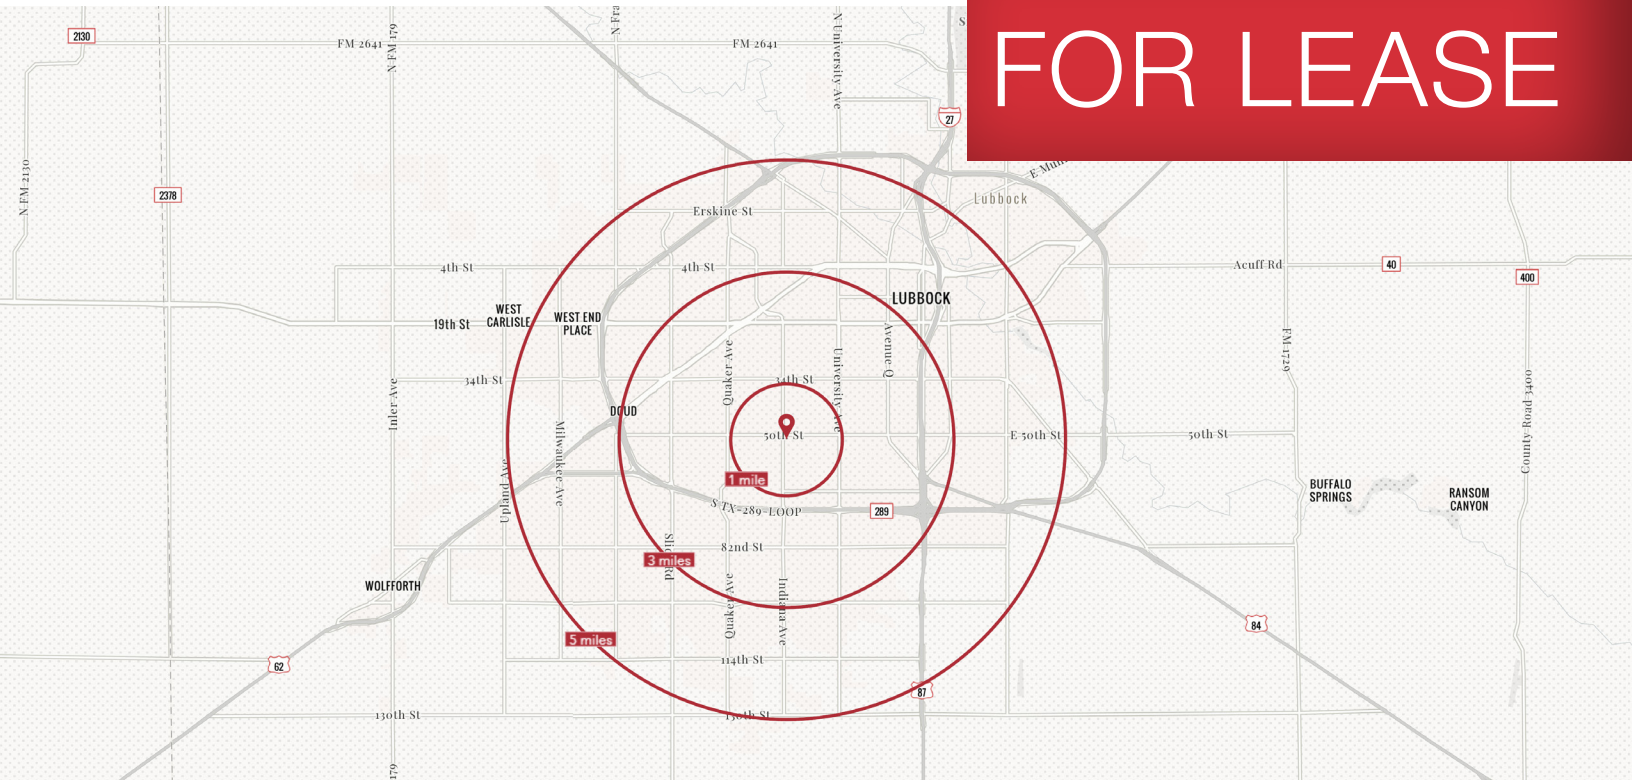 FOR LEASE
2130
FM 2641
N FM 179
FM 2641
N University Ave
27
N FM 2130
2378
Lubbock
Erskine St
4th St
4th St
Acuff Rd
40
400
WEST
CARLISLE
WEST END
PLACE
LUBBOCK
19th St
34th St
34th St
Quaker Ave
University Ave
Avenue Q
FM 1729
Inler Ave
DOUD
County Road 3400
50th St
E 50th St
50th St
Milwaukee Ave
Upland Ave
1 mile
BUFFALO
SPRINGS
RANSOM
CANYON
S TX-289-LOOP
289
82nd St
3 miles
WOLFFORTH
Quaker Ave
Indiana Ave
84
5 miles
114th St
62
87
130th St
130th St
179